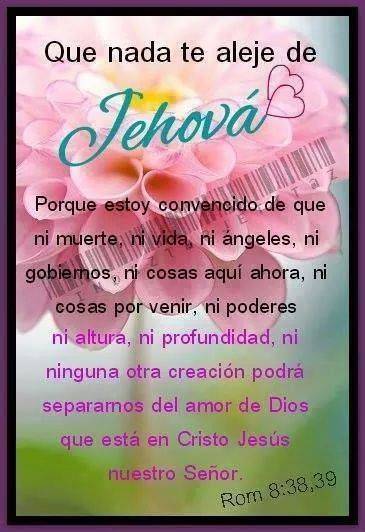 Que nada te aleje de
Jehová
Porque estoy convencido de que
ni muerte, ni vida, ni ángeles, ni
gobiernos, ni cosas aquí ahora, ni
cosas por venir, ni poderes
ni altura, ni profundidad, ni
ninguna otra creación podrá
separarnos del amor de Dios
que está en Cristo Jesús
nuestro Señor.
Rom 8:38,39